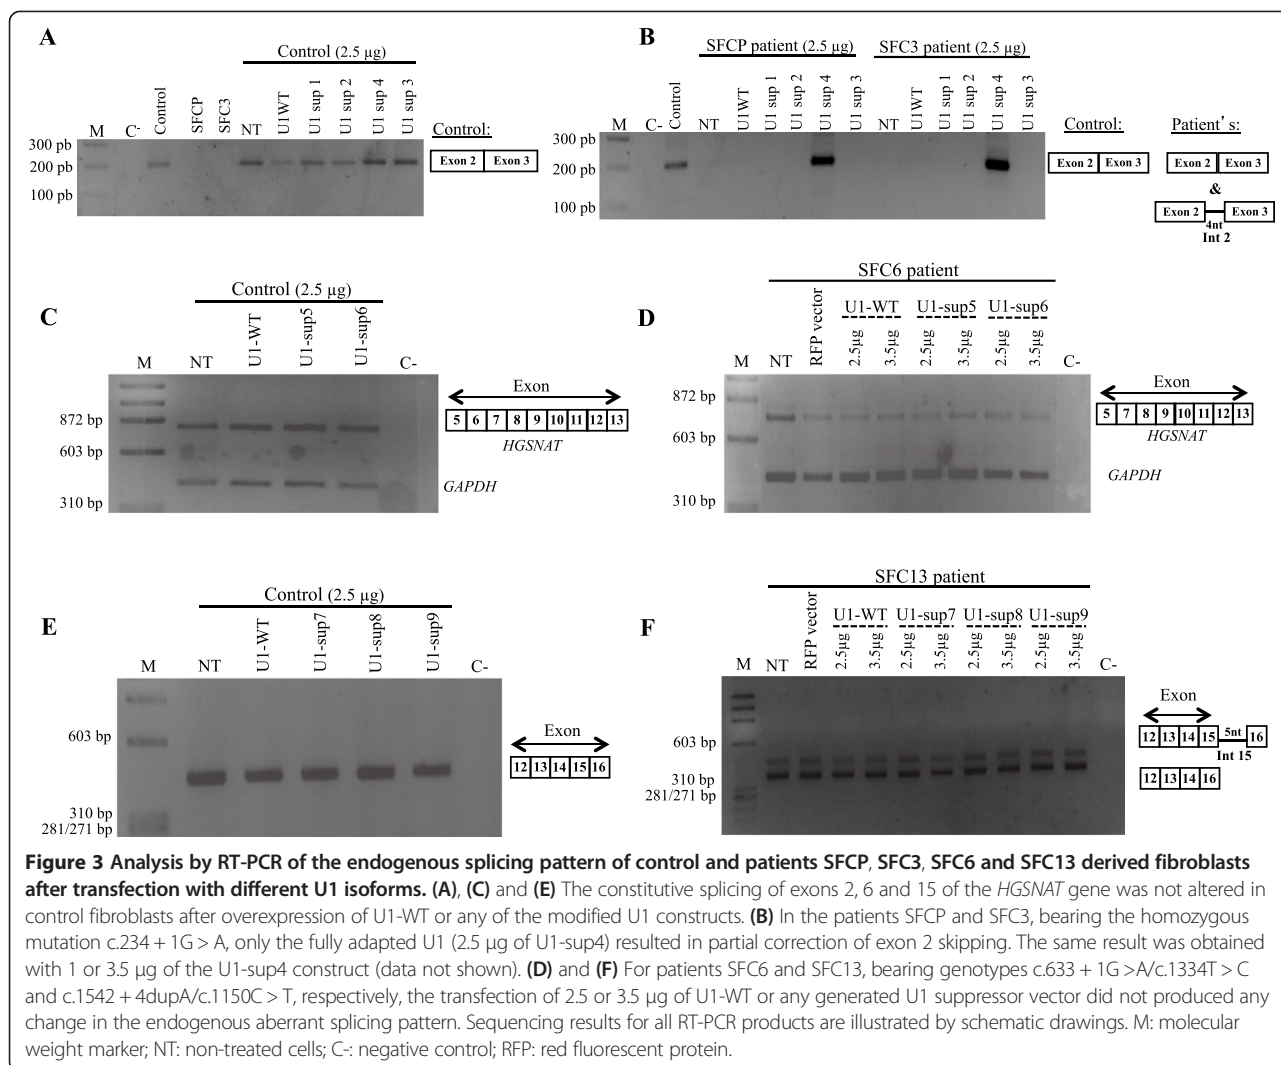 A
Control (2.5 µg)
M C- Control SFCP SFC3 NT U1WT U1 sup 1 U1 sup 2 U1 sup 4 U1 sup 3
300 pb
200 pb
100 pb
Control:
Exon 2 Exon 3
B
SFCP patient (2.5 µg) SFC3 patient (2.5 µg)
M C- Control NT U1WT U1 sup 1 U1 sup 2 U1 sup 4 U1 sup 3 NT U1WT U1 sup 1 U1 sup 2 U1 sup 4 U1 sup 3
300 pb
200 pb
100 pb
Control: Patient's:
Exon 2 Exon 3 Exon 2 Exon 3
&
Exon 2 Exon 3
4nt
Int 2
C
Control (2.5 µg)
M NT U1-WT U1-sup5 U1-sup6 C-
872 bp
603 bp
310 bp
Exon
5 6 7 8 9 10 11 12 13
HGSNAT
GAPDH
D
SFC6 patient
U1-WT U1-sup5 U1-sup6
M NT RFP vector 2.5µg 3.5µg 2.5µg 3.5µg 2.5µg 3.5µg C-
872 bp
603 bp
310 bp
Exon
5 7 8 9 10 11 12 13
HGSNAT
GAPDH
E
Control (2.5 µg)
M NT U1-WT U1-sup7 U1-sup8 U1-sup9 C-
603 bp
310 bp
281/271 bp
Exon
12 13 14 15 16
F
SFC13 patient
U1-WT U1-sup7 U1-sup8 U1-sup9
M NT RFP vector 2.5µg 3.5µg 2.5µg 3.5µg 2.5µg 3.5µg 2.5µg 3.5µg C-
603 bp
310 bp
281/271 bp
Exon
12 13 14 15 5nt 16
Int 15
12 13 14 16
Figure 3 Analysis by RT-PCR of the endogenous splicing pattern of control and patients SFCP, SFC3, SFC6 and SFC13 derived fibroblasts
after transfection with different U1 isoforms. (A), (C) and (E) The constitutive splicing of exons 2, 6 and 15 of the HGSNAT gene was not altered in
control fibroblasts after overexpression of U1-WT or any of the modified U1 constructs. (B) In the patients SFCP and SFC3, bearing the homozygous
mutation c.234 + 1G > A, only the fully adapted U1 (2.5 µg of U1-sup4) resulted in partial correction of exon 2 skipping. The same result was obtained
with 1 or 3.5 µg of the U1-sup4 construct (data not shown). (D) and (F) For patients SFC6 and SFC13, bearing genotypes c.633 + 1G >A/c.1334T > C
and c.1542 + 4dupA/c.1150C > T, respectively, the transfection of 2.5 or 3.5 µg of U1-WT or any generated U1 suppressor vector did not produced any
change in the endogenous aberrant splicing pattern. Sequencing results for all RT-PCR products are illustrated by schematic drawings. M: molecular
weight marker; NT: non-treated cells; C-: negative control; RFP: red fluorescent protein.